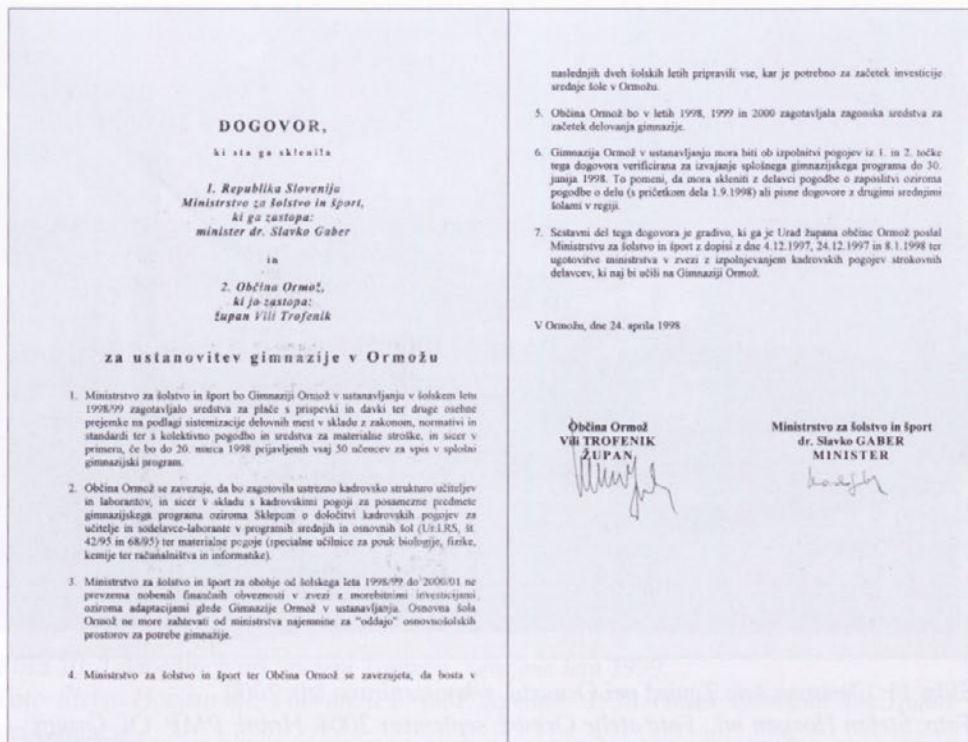 DOGOVOR,
ki sta ga sklenila
1. Republika Slovenija
Ministrstvo za šolstvo in šport,
ki ga zastopa:
minister dr. Slavko Gaber
in
2. Občina Ormož,
ki jo zastopa:
župan Vili Trofenik
za ustanovitev gimnazije v Ormožu
1. Ministrstvo za šolstvo in šport bo Gimnaziji Ormož v ustanavljanju v šolskem letu
1998/99 zagotavljalo sredstva za plače s prispevki in davki ter druge osebne
prejemke na podlagi sistemizacije delovnih mest v skladu z zakonom, normativi in
standardi ter s kolektivno pogodbo in sredstva za materialne stroške, in sicer v
primeru, če bo do 20. marca 1998 prijavljenih vsaj 50 učencev za vpis v splošni
gimnazijski program.
2. Občina Ormož se zavezuje, da bo zagotovila ustrezno kadrovsko strukturo učiteljev
in laborantov, in sicer v skladu s kadrovskimi pogoji za posamezne predmete
gimnazijskega programa oziroma Sklepom o določitvi kadrovskih pogojev za
učitelje in sodelavce-laborante v programih srednjih in osnovnih šol (Ur.l.RS, št.
42/95 in 68/95) ter materialne pogoje (specialne učilnice za pouk biologije, fizike,
kemije ter računalništva in informatike).
3. Ministrstvo za šolstvo in šport za obdobje od šolskega leta 1998/99 do 2000/01 ne
prevzema nobenih finančnih obveznosti v zvezi z morebitnimi investicijami
oziroma adaptacijami glede Gimnazije Ormož v ustanavljanju. Osnovna šola
Ormož ne more zahtevati od ministrstva najemnine za "oddajo" osnovnošolskih
prostorov za potrebe gimnazije.
4. Ministrstvo za šolstvo in šport ter Občina Ormož se zavezujeta, da bosta v
naslednjih dveh šolskih letih pripravili vse, kar je potrebno za začetek investicije
srednje šole v Ormožu.
5. Občina Ormož bo v letih 1998, 1999 in 2000 zagotavljala zagonska sredstva za
začetek delovanja gimnazije.
6. Gimnazija Ormož v ustanavljanju mora biti ob izpolnitvi pogojev iz 1. in 2. točke
tega dogovora verificirana za izvajanje splošnega gimnazijskega programa do 30.
junija 1998. To pomeni, da mora skleniti z delavci pogodbe o zaposlitvi oziroma
pogodbe o delu (s pričetkom dela 1.9.1998) ali pisne dogovore z drugimi srednjimi
šolami v regiji.
7. Sestavni del tega dogovora je gradivo, ki ga je Urad župana občine Ormož poslal
Ministrstvu za šolstvo in šport z dopisi z dne 4.12.1997, 24.12.1997 in 8.1.1998 ter
ugotovitve ministrstva v zvezi z izpolnjevanjem kadrovskih pogojev strokovnih
delavcev, ki naj bi učili na Gimnaziji Ormož.
V Ormožu, dne 24. aprila 1998
Občina Ormož
Vili TROFENIK
ŽUPAN
Ministrstvo za šolstvo in šport
dr. Slavko GABER
MINISTER